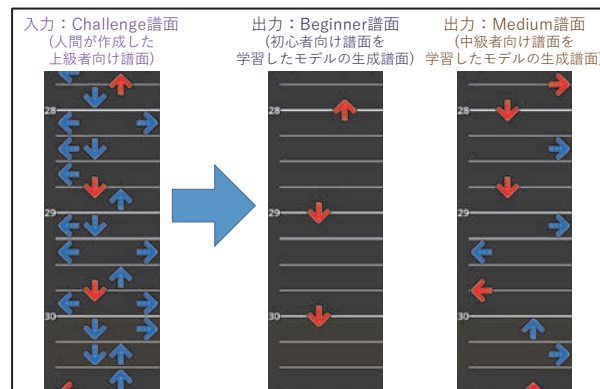 入力：Challenge譜面
(人間が作成した
上級者向け譜面)
出力：Beginner譜面
(初心者向け譜面を
学習したモデルの生成譜面)
出力：Medium譜面
(中級者向け譜面を
学習したモデルの生成譜面)
28
29
30
28
29
30
28
29
30